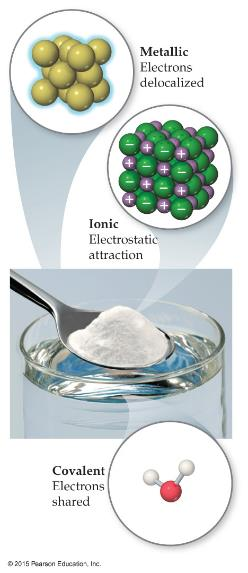 Metallic
Electrons
delocalized
Ionic
Electrostatic
attraction
Covalent
Electrons
shared
© 2015 Pearson Education, Inc.